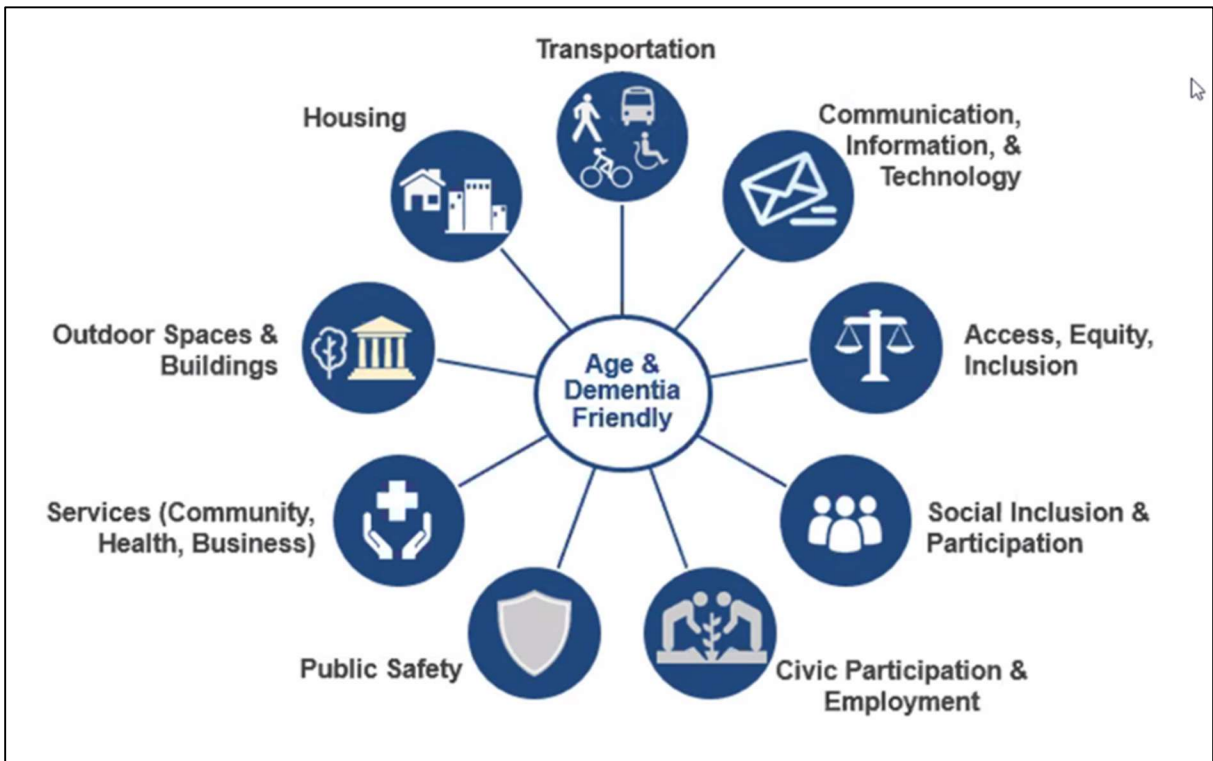 Transportation
Housing
Communication,
Information, &
Technology
Outdoor Spaces &
Buildings
Age &
Dementia
Friendly
Access, Equity,
Inclusion
Services (Community,
Health, Business)
Social Inclusion &
Participation
Public Safety
Civic Participation &
Employment